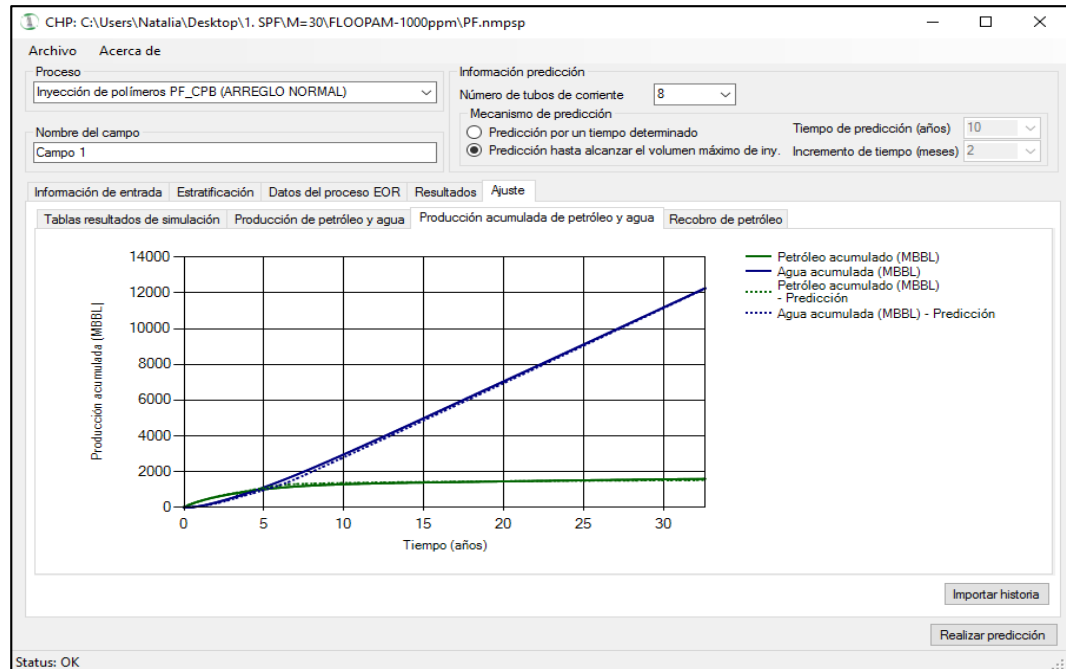 CHP: C:\Users\Natalia\Desktop\1. SPF\M=30\FLOOPAM-1000ppm\PF.nmpsp
Archivo Acerca de
Proceso
Inyección de polímeros PF_CPB (ARREGLO NORMAL)
Nombre del campo
Campo 1
Información predicción
Número de tubos de corriente 8
Mecanismo de predicción
Predicción por un tiempo determinado
Predicción hasta alcanzar el volumen máximo de iny.
Tiempo de predicción (años) 10
Incremento de tiempo (meses) 2
Información de entrada Estratificación Datos del proceso EOR Resultados Ajuste
Tablas resultados de simulación Producción de petróleo y agua Producción acumulada de petróleo y agua Recobro de petróleo
Producción acumulada (MBBL)
14000
12000
10000
8000
6000
4000
2000
0
0 5 10 15 20 25 30
Tiempo (años)
Petróleo acumulado (MBBL)
Agua acumulada (MBBL)
Petróleo acumulado (MBBL)
- Predicción
Agua acumulada (MBBL) - Predicción
Importar historia
Realizar predicción
Status: OK